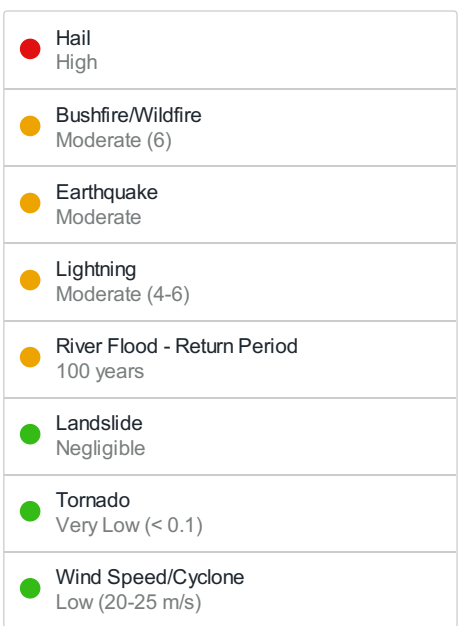 Hail
High
Bushfire/Wildfire
Moderate (6)
Earthquake
Moderate
Lightning
Moderate (4-6)
River Flood - Return Period
100 years
Landslide
Negligible
Tornado
Very Low (< 0.1)
Wind Speed/Cyclone
Low (20-25 m/s)